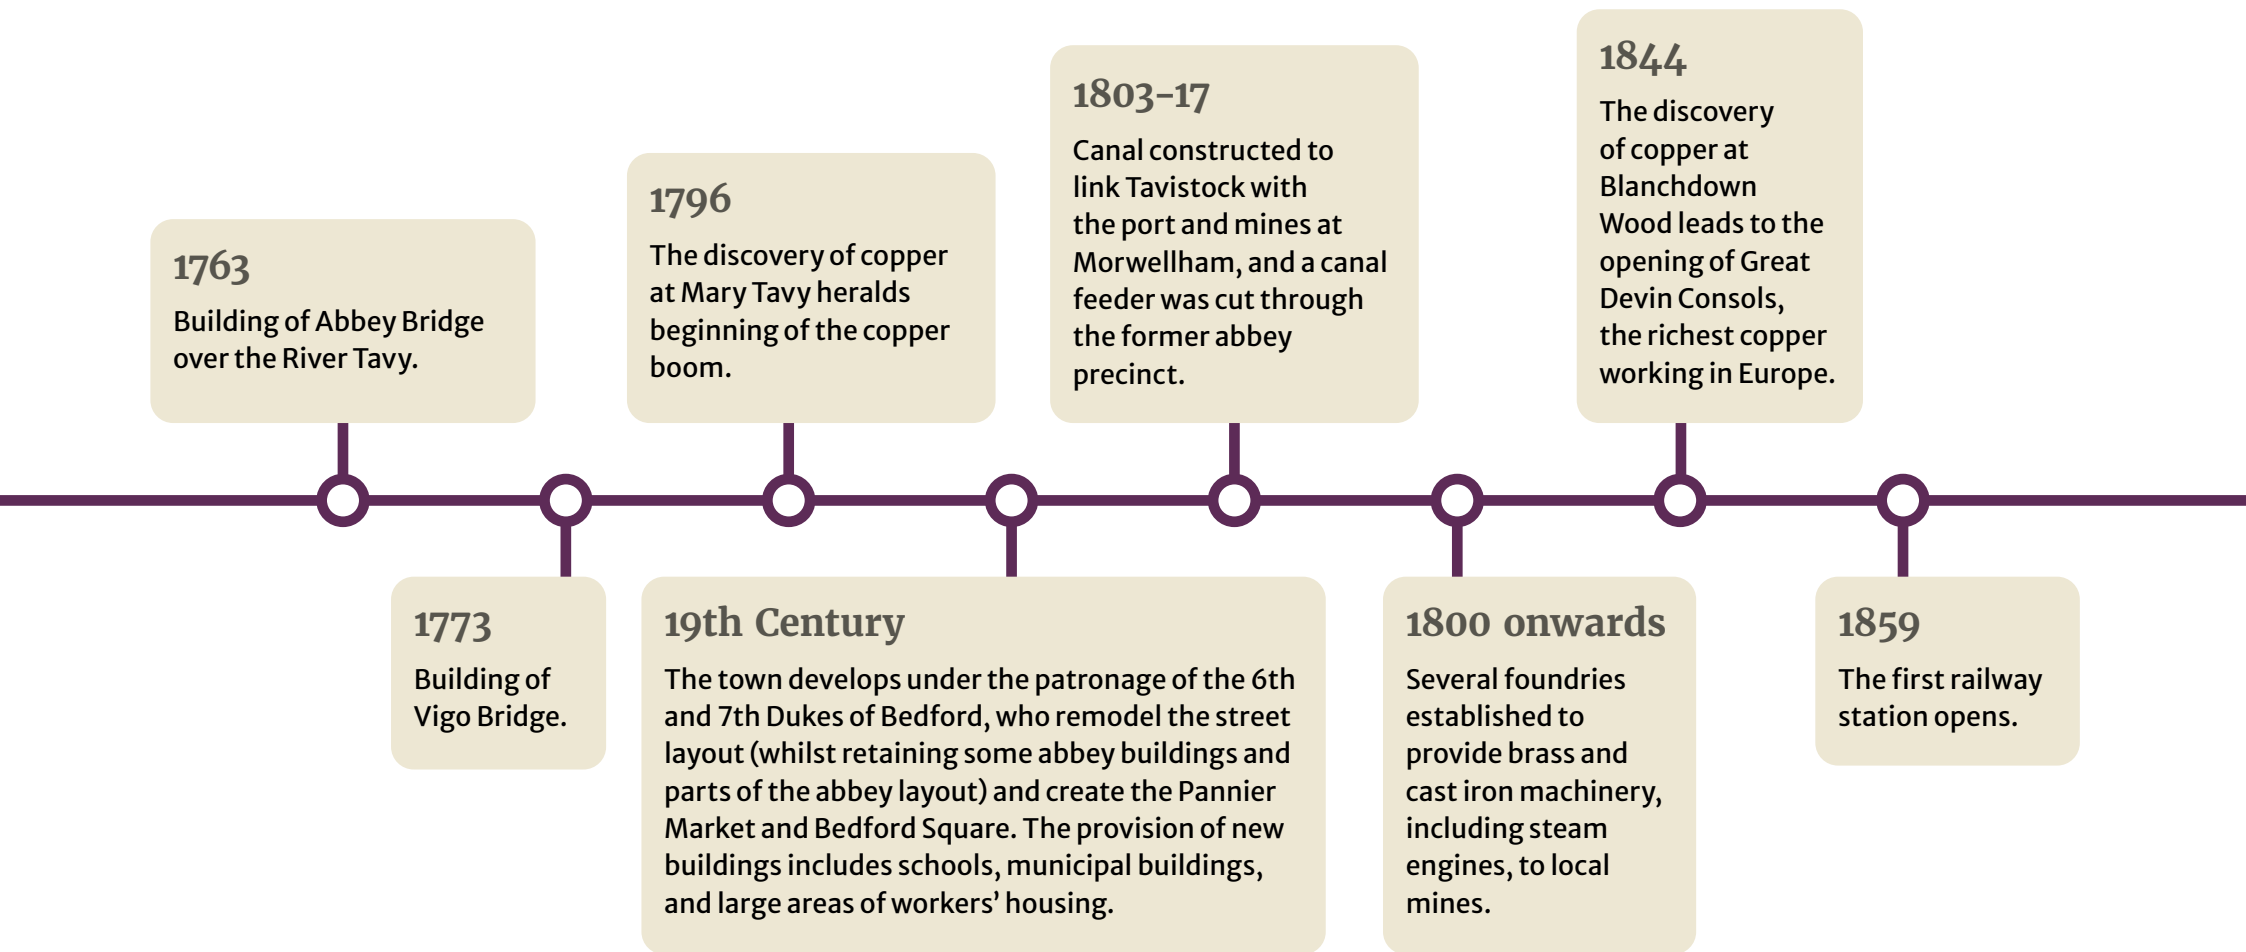 1763
Building of Abbey Bridge
over the River Tavy.
1773
Building of
Vigo Bridge.
1796
The discovery of copper
at Mary Tavy heralds
beginning of the copper
boom.
19th Century
The town develops under the patronage of the 6th
and 7th Dukes of Bedford, who remodel the street
layout (whilst retaining some abbey buildings and
parts of the abbey layout) and create the Pannier
Market and Bedford Square. The provision of new
buildings includes schools, municipal buildings,
and large areas of workers’ housing.
1803–17
Canal constructed to
link Tavistock with
the port and mines at
Morwellham, and a canal
feeder was cut through
the former abbey
precinct.
1800 onwards
Several foundries
established to
provide brass and
cast iron machinery,
including steam
engines, to local
mines.
1844
The discovery
of copper at
Blanchdown
Wood leads to the
opening of Great
Devin Consols,
the richest copper
working in Europe.
1859
The first railway
station opens.